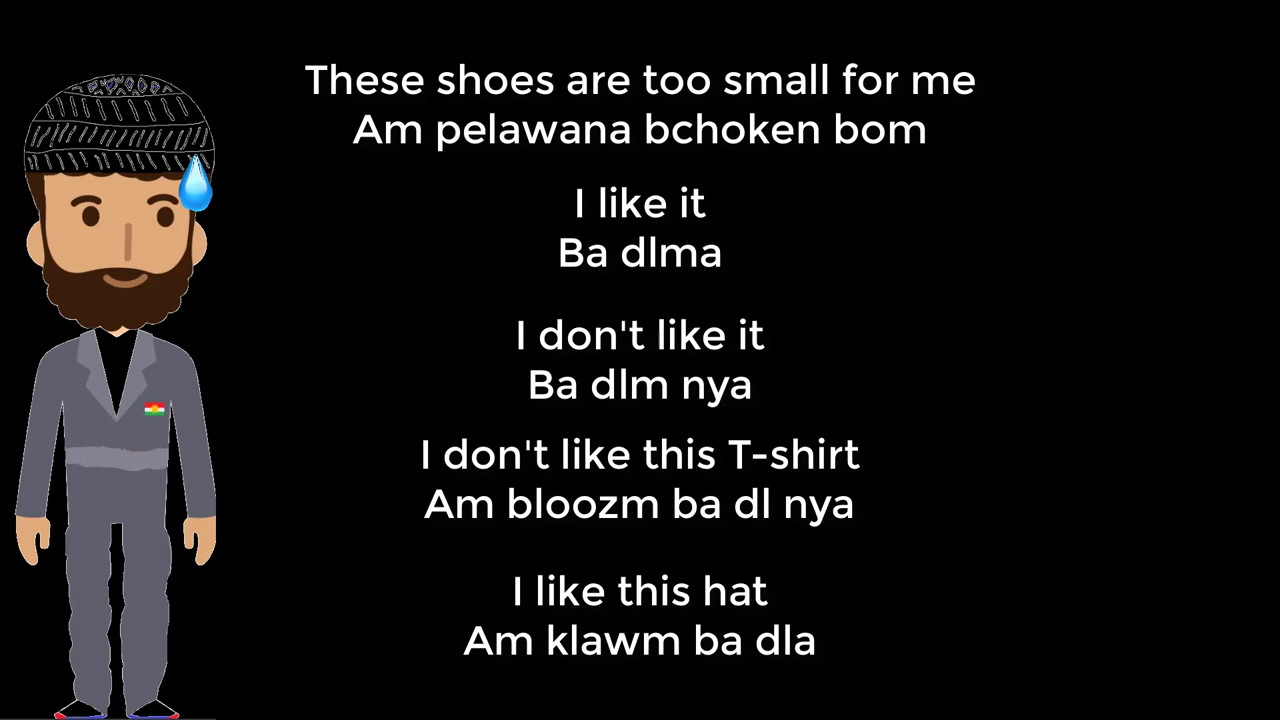 These shoes are too small for me
Am pelawana bchoken bom
I like it
Ba dlma
I don't like it
Ba dlm nya
I don't like this T-shirt
Am bloozm ba dl nya
I like this hat
Am klawm ba dla